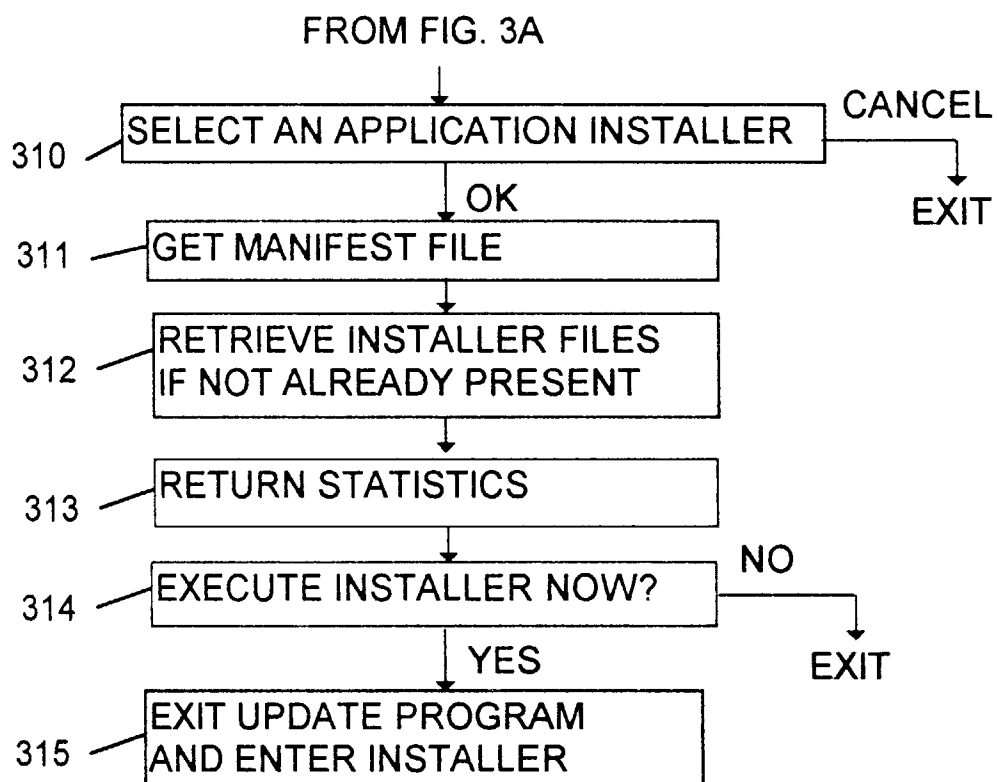 FROM FIG. 3A
CANCEL
310 SELECT AN APPLICATION INSTALLER
OK
EXIT
311 GET MANIFEST FILE
312 RETRIEVE INSTALLER FILES
IF NOT ALREADY PRESENT
313 RETURN STATISTICS
NO
314 EXECUTE INSTALLER NOW?
YES
EXIT
315 EXIT UPDATE PROGRAM
AND ENTER INSTALLER